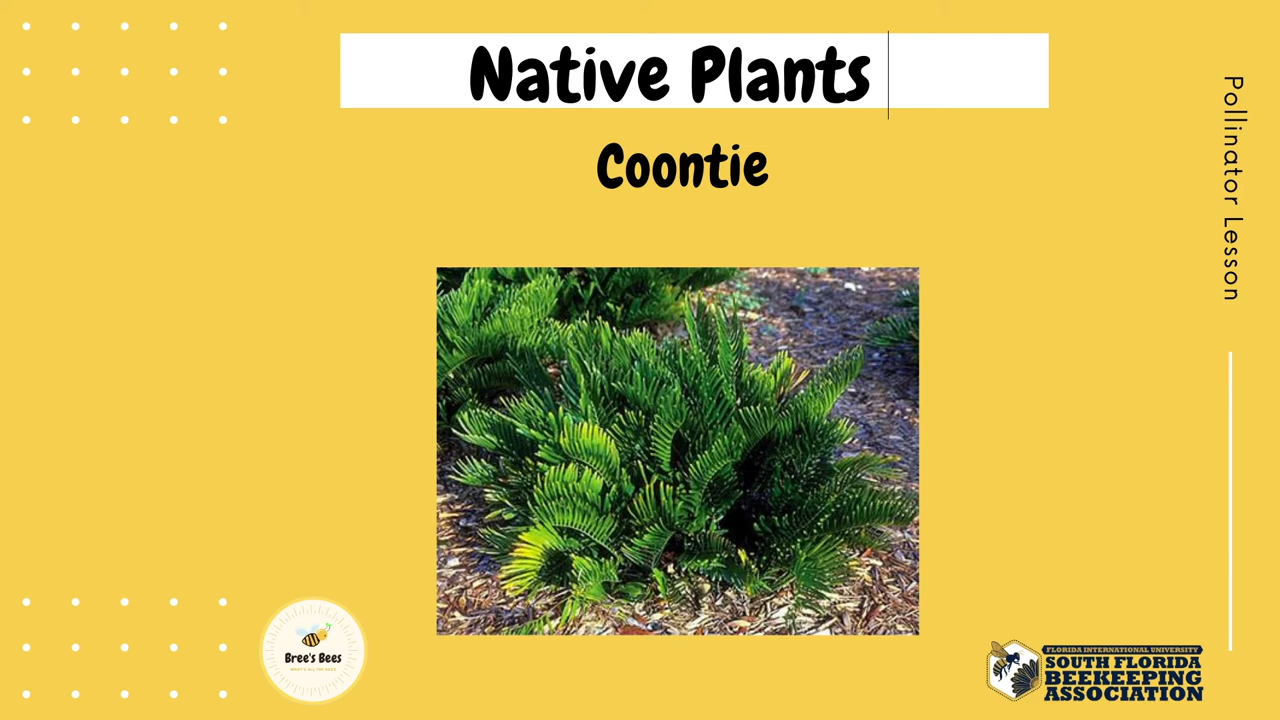 Native Plants
Coontie
Pollinator Lesson
Bree's Bees
FLORIDA INTERNATIONAL UNIVERSITY
SOUTH FLORIDA
BEEKEEPING
ASSOCIATION